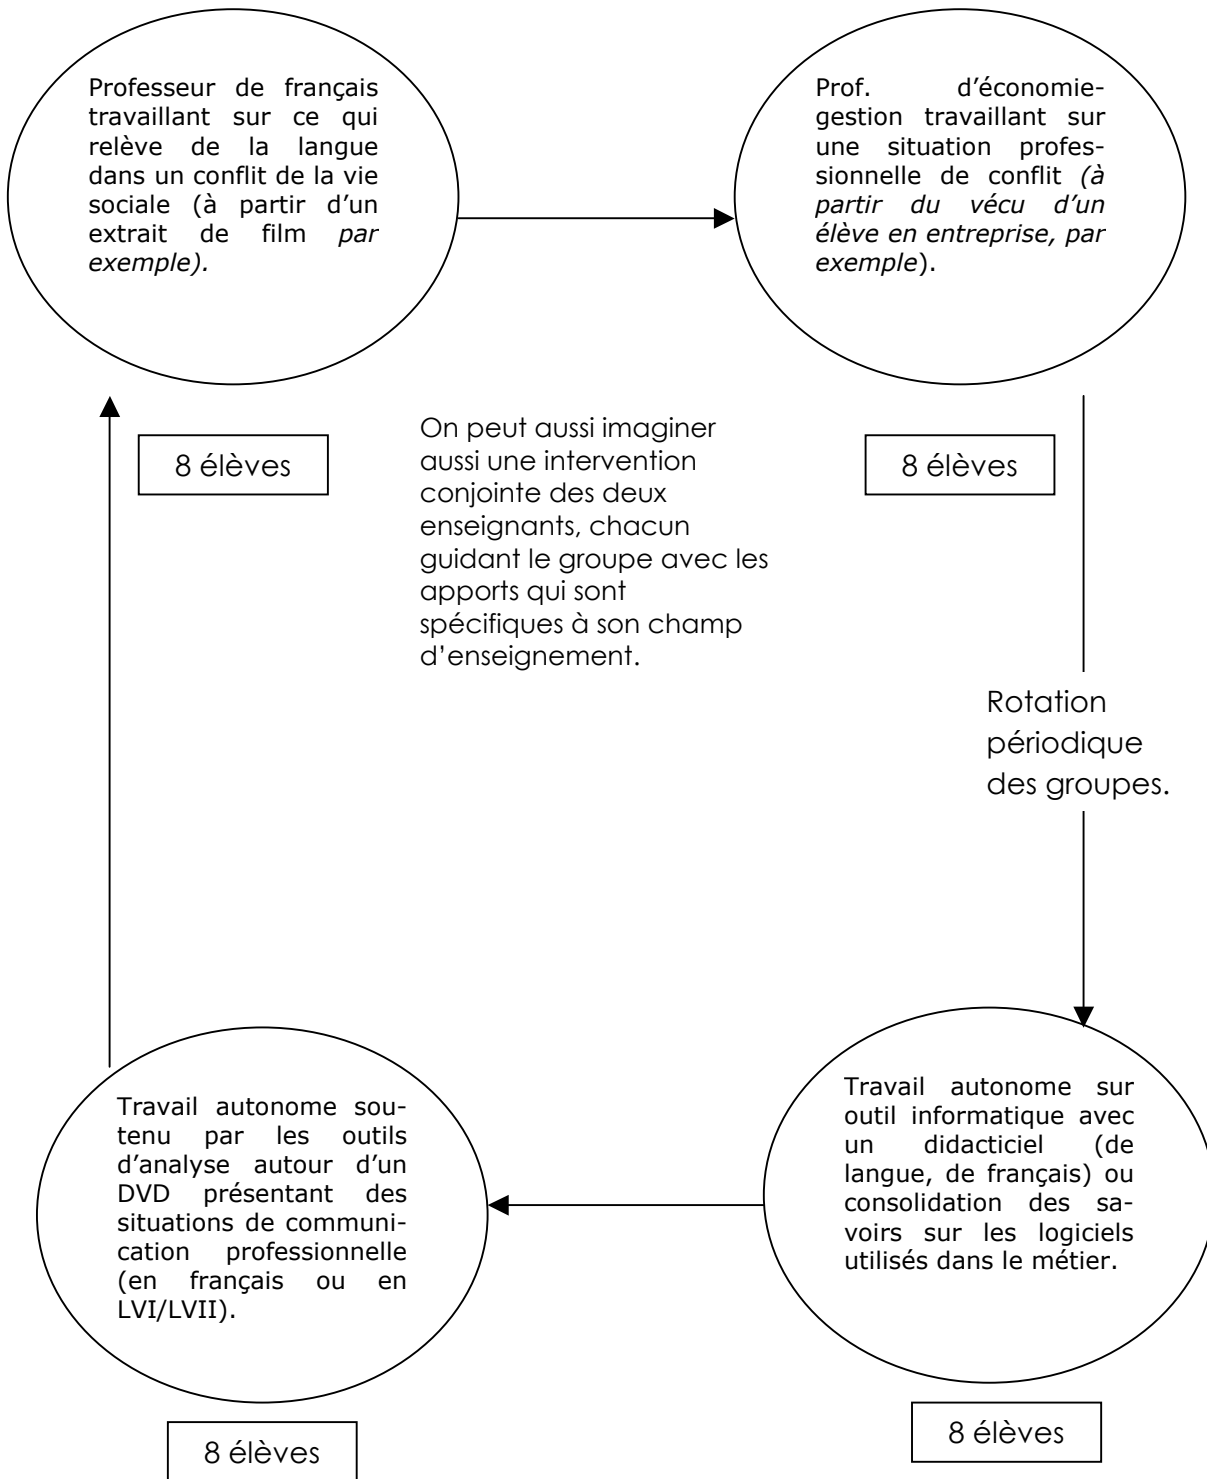 Professeur de français
travaillant sur ce qui
relève de la langue
dans un conflit de la vie
sociale (à partir d'un
extrait de film par
exemple).
Prof. d'économie-
gestion travaillant sur
une situation profes-
sionnelle de conflit (à
partir du vécu d'un
élève en entreprise, par
exemple).
8 élèves
On peut aussi imaginer
aussi une intervention
conjointe des deux
enseignants, chacun
guidant le groupe avec les
apports qui sont
spécifiques à son champ
d'enseignement.
8 élèves
Rotation
périodique
des groupes.
Travail autonome sou-
tenu par les outils
d'analyse autour d'un
DVD présentant des
situations de communi-
cation professionnelle
(en français ou en
LVI/LVII).
Travail autonome sur
outil informatique avec
un didacticiel (de
langue, de français) ou
consolidation des sa-
voirs sur les logiciels
utilisés dans le métier.
8 élèves
8 élèves